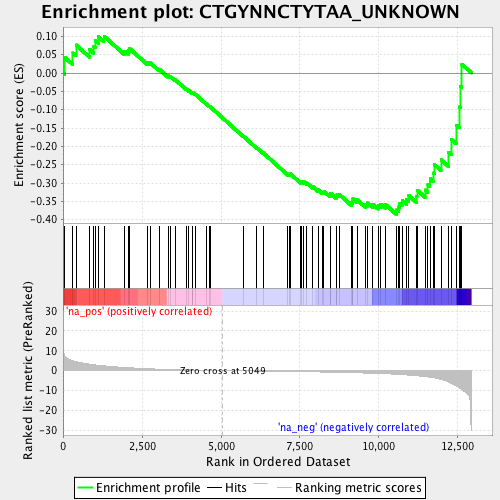 Enrichment plot: CTGYNNCTYTAA_UNKNOWN
Enrichment score (ES)
0.10
0.05
0.00
-0.05
-0.10
-0.15
-0.20
-0.25
-0.30
-0.35
-0.40
'na_pos' (positively correlated)
Ranked list metric (PreRanked)
30
20
10
0
-10
-20
-30
Zero cross at 5049
'na_neg' (negatively correlated)
0
2,500
5,000
7,500
10,000
12,500
Rank in Ordered Dataset
Enrichment profile
Hits
Ranking metric scores